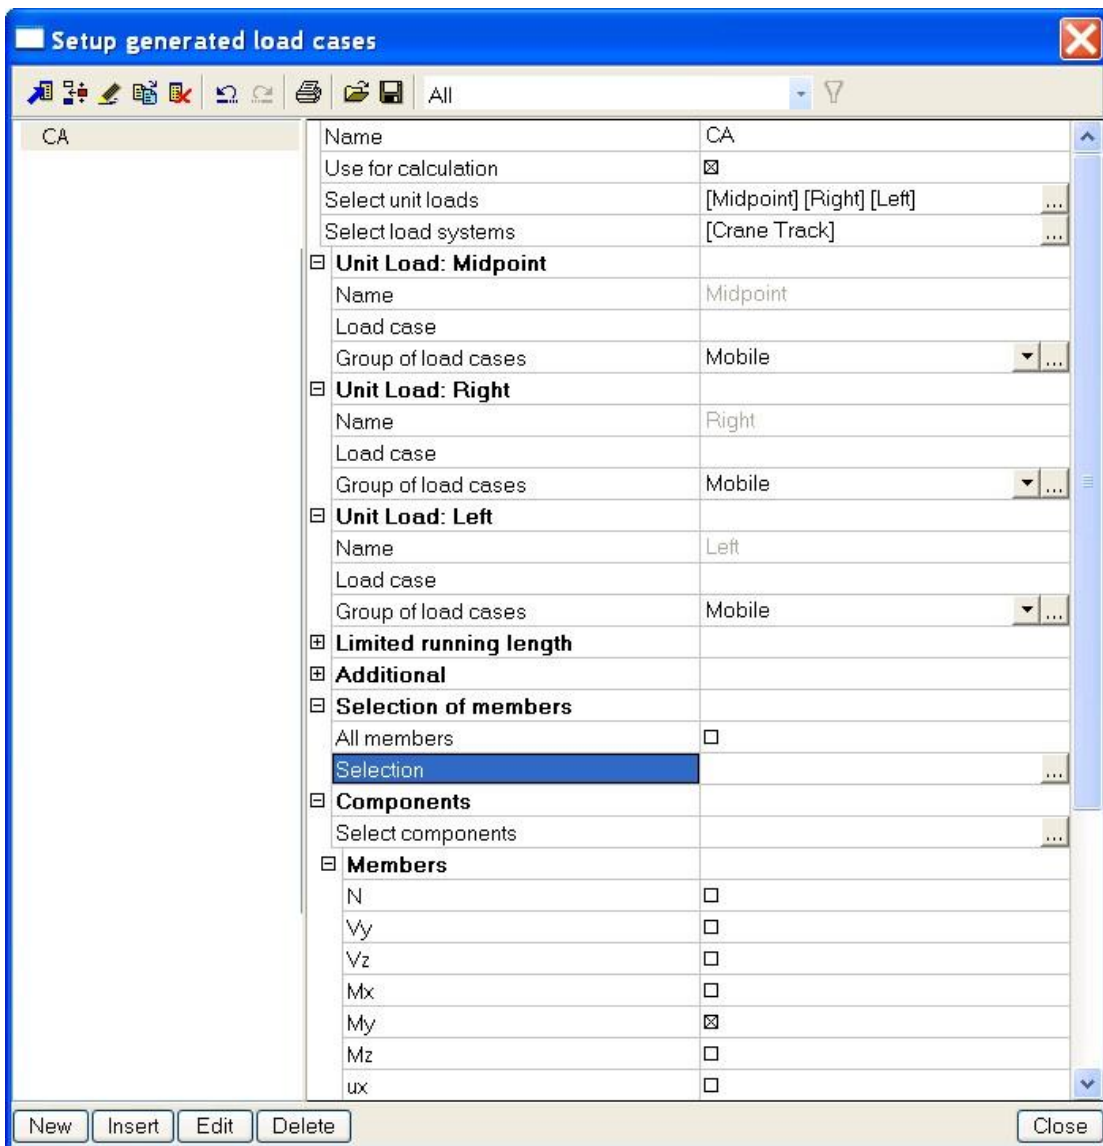 Setup generated load cases
All
CA
Name CA
Use for calculation
Select unit loads [Midpoint] [Right] [Left] ...
Select load systems [Crane Track] ...
Unit Load: Midpoint
Name Midpoint
Load case
Group of load cases Mobile ...
Unit Load: Right
Name Right
Load case
Group of load cases Mobile ...
Unit Load: Left
Name Left
Load case
Group of load cases Mobile ...
Limited running length
Additional
Selection of members
All members
Selection ...
Components
Select components ...
Members
N
Vy
Vz
Mx
My
Mz
ux
New Insert Edit Delete Close